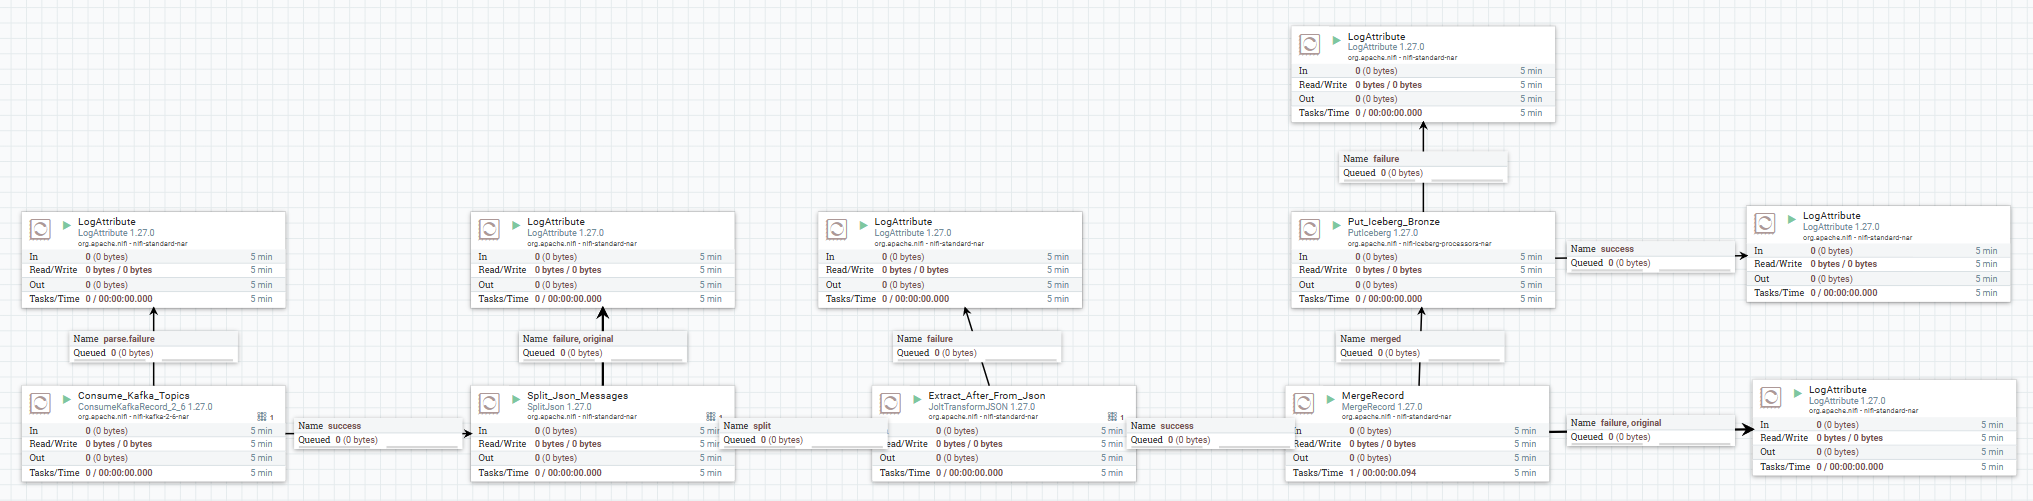 LogAttribute
LogAttribute 1.27.0
org.apache.nifi - nifi-standard-nar
In 0 (0 bytes) 5 min
Read/Write 0 bytes / 0 bytes 5 min
Out 0 (0 bytes) 5 min
Tasks/Time 0 / 00:00:00.000 5 min
Name failure
Queued 0 (0 bytes)
LogAttribute
LogAttribute 1.27.0
org.apache.nifi - nifi-standard-nar
In 0 (0 bytes) 5 min
Read/Write 0 bytes / 0 bytes 5 min
Out 0 (0 bytes) 5 min
Tasks/Time 0 / 00:00:00.000 5 min
LogAttribute
LogAttribute 1.27.0
org.apache.nifi - nifi-standard-nar
In 0 (0 bytes) 5 min
Read/Write 0 bytes / 0 bytes 5 min
Out 0 (0 bytes) 5 min
Tasks/Time 0 / 00:00:00.000 5 min
LogAttribute
LogAttribute 1.27.0
org.apache.nifi - nifi-standard-nar
In 0 (0 bytes) 5 min
Read/Write 0 bytes / 0 bytes 5 min
Out 0 (0 bytes) 5 min
Tasks/Time 0 / 00:00:00.000 5 min
Put_Iceberg_Bronze
PutIceberg 1.27.0
org.apache.nifi - nifi-iceberg-processors-nar
In 0 (0 bytes) 5 min
Read/Write 0 bytes / 0 bytes 5 min
Out 0 (0 bytes) 5 min
Tasks/Time 0 / 00:00:00.000 5 min
Name success
Queued 0 (0 bytes)
LogAttribute
LogAttribute 1.27.0
org.apache.nifi - nifi-standard-nar
In 0 (0 bytes) 5 min
Read/Write 0 bytes / 0 bytes 5 min
Out 0 (0 bytes) 5 min
Tasks/Time 0 / 00:00:00.000 5 min
Name parse.failure
Queued 0 (0 bytes)
Name failure, original
Queued 0 (0 bytes)
Name failure
Queued 0 (0 bytes)
Name merged
Queued 0 (0 bytes)
Consume_Kafka_Topics
ConsumeKafkaRecord_2_6 1.27.0
org.apache.nifi - nifi-kafka-2-6-nar
1
In 0 (0 bytes) 5 min
Read/Write 0 bytes / 0 bytes 5 min
Out 0 (0 bytes) 5 min
Tasks/Time 0 / 00:00:00.000 5 min
Name success
Queued 0 (0 bytes)
Split_Json_Messages
SplitJson 1.27.0
org.apache.nifi - nifi-standard-nar
1
In 0 (0 bytes) 5 min
Read/Write 0 bytes / 0 bytes 5 min
Out 0 (0 bytes) 5 min
Tasks/Time 0 / 00:00:00.000 5 min
Name split
Queued 0 (0 bytes)
Extract_After_From_Json
JoltTransformJSON 1.27.0
org.apache.nifi - nifi-standard-nar
1
In 0 (0 bytes) 5 min
ead/Write 0 bytes / 0 bytes 5 min
Out 0 (0 bytes) 5 min
Tasks/Time 0 / 00:00:00.000 5 min
Name success
Queued 0 (0 bytes)
MergeRecord
MergeRecord 1.27.0
org.apache.nifi - nifi-standard-nar
In 0 (0 bytes) 5 min
Read/Write 0 bytes / 0 bytes 5 min
Out 0 (0 bytes) 5 min
Tasks/Time 1 / 00:00:00.094 5 min
Name failure, original
Queued 0 (0 bytes)
LogAttribute
LogAttribute 1.27.0
org.apache.nifi - nifi-standard-nar
In 0 (0 bytes) 5 min
Read/Write 0 bytes / 0 bytes 5 min
Out 0 (0 bytes) 5 min
Tasks/Time 0 / 00:00:00.000 5 min